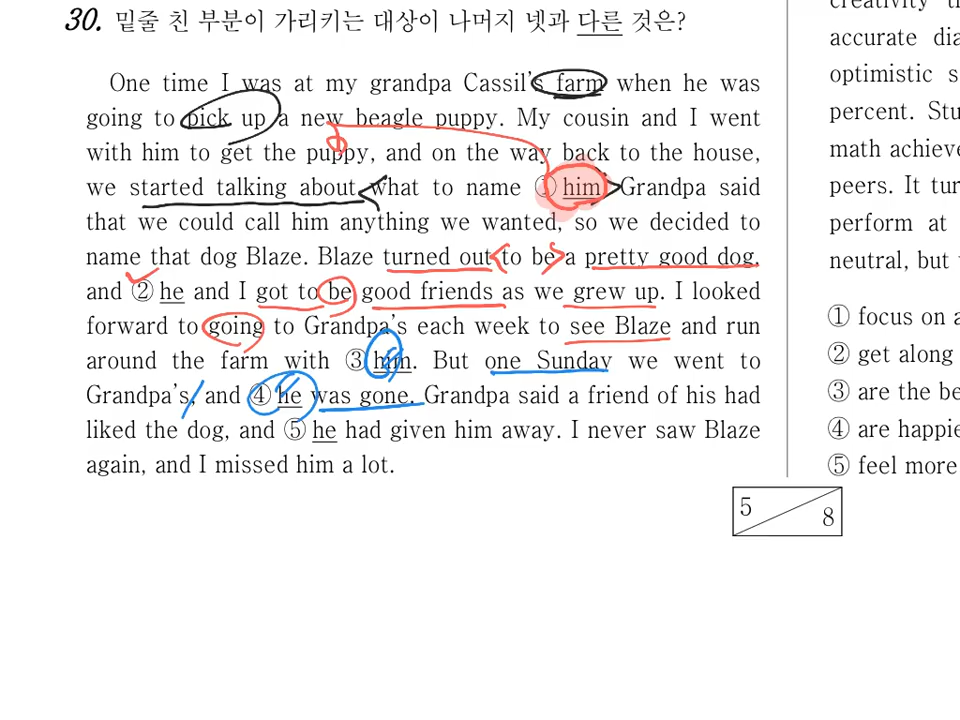 30. 밑줄 친 부분이 가리키는 대상이 나머지 넷과 다른 것은?
One time I was at my grandpa Cassil's farm when he was
going to pick up a new beagle puppy. My cousin and I went
with him to get the puppy, and on the way back to the house,
we started talking about what to name ① him. Grandpa said
that we could call him anything we wanted, so we decided to
name that dog Blaze. Blaze turned out to be a pretty good dog,
and ② he and I got to be good friends as we grew up. I looked
forward to going to Grandpa's each week to see Blaze and run
around the farm with ③ him. But one Sunday we went to
Grandpa's, and ④ he was gone. Grandpa said a friend of his had
liked the dog, and ⑤ he had given him away. I never saw Blaze
again, and I missed him a lot.
5
8
accurate dia
optimistic s
percent. Stu
math achieve
peers. It tur
perform at
neutral, but
① focus on a
② get along
③ are the be
④ are happie
⑤ feel more